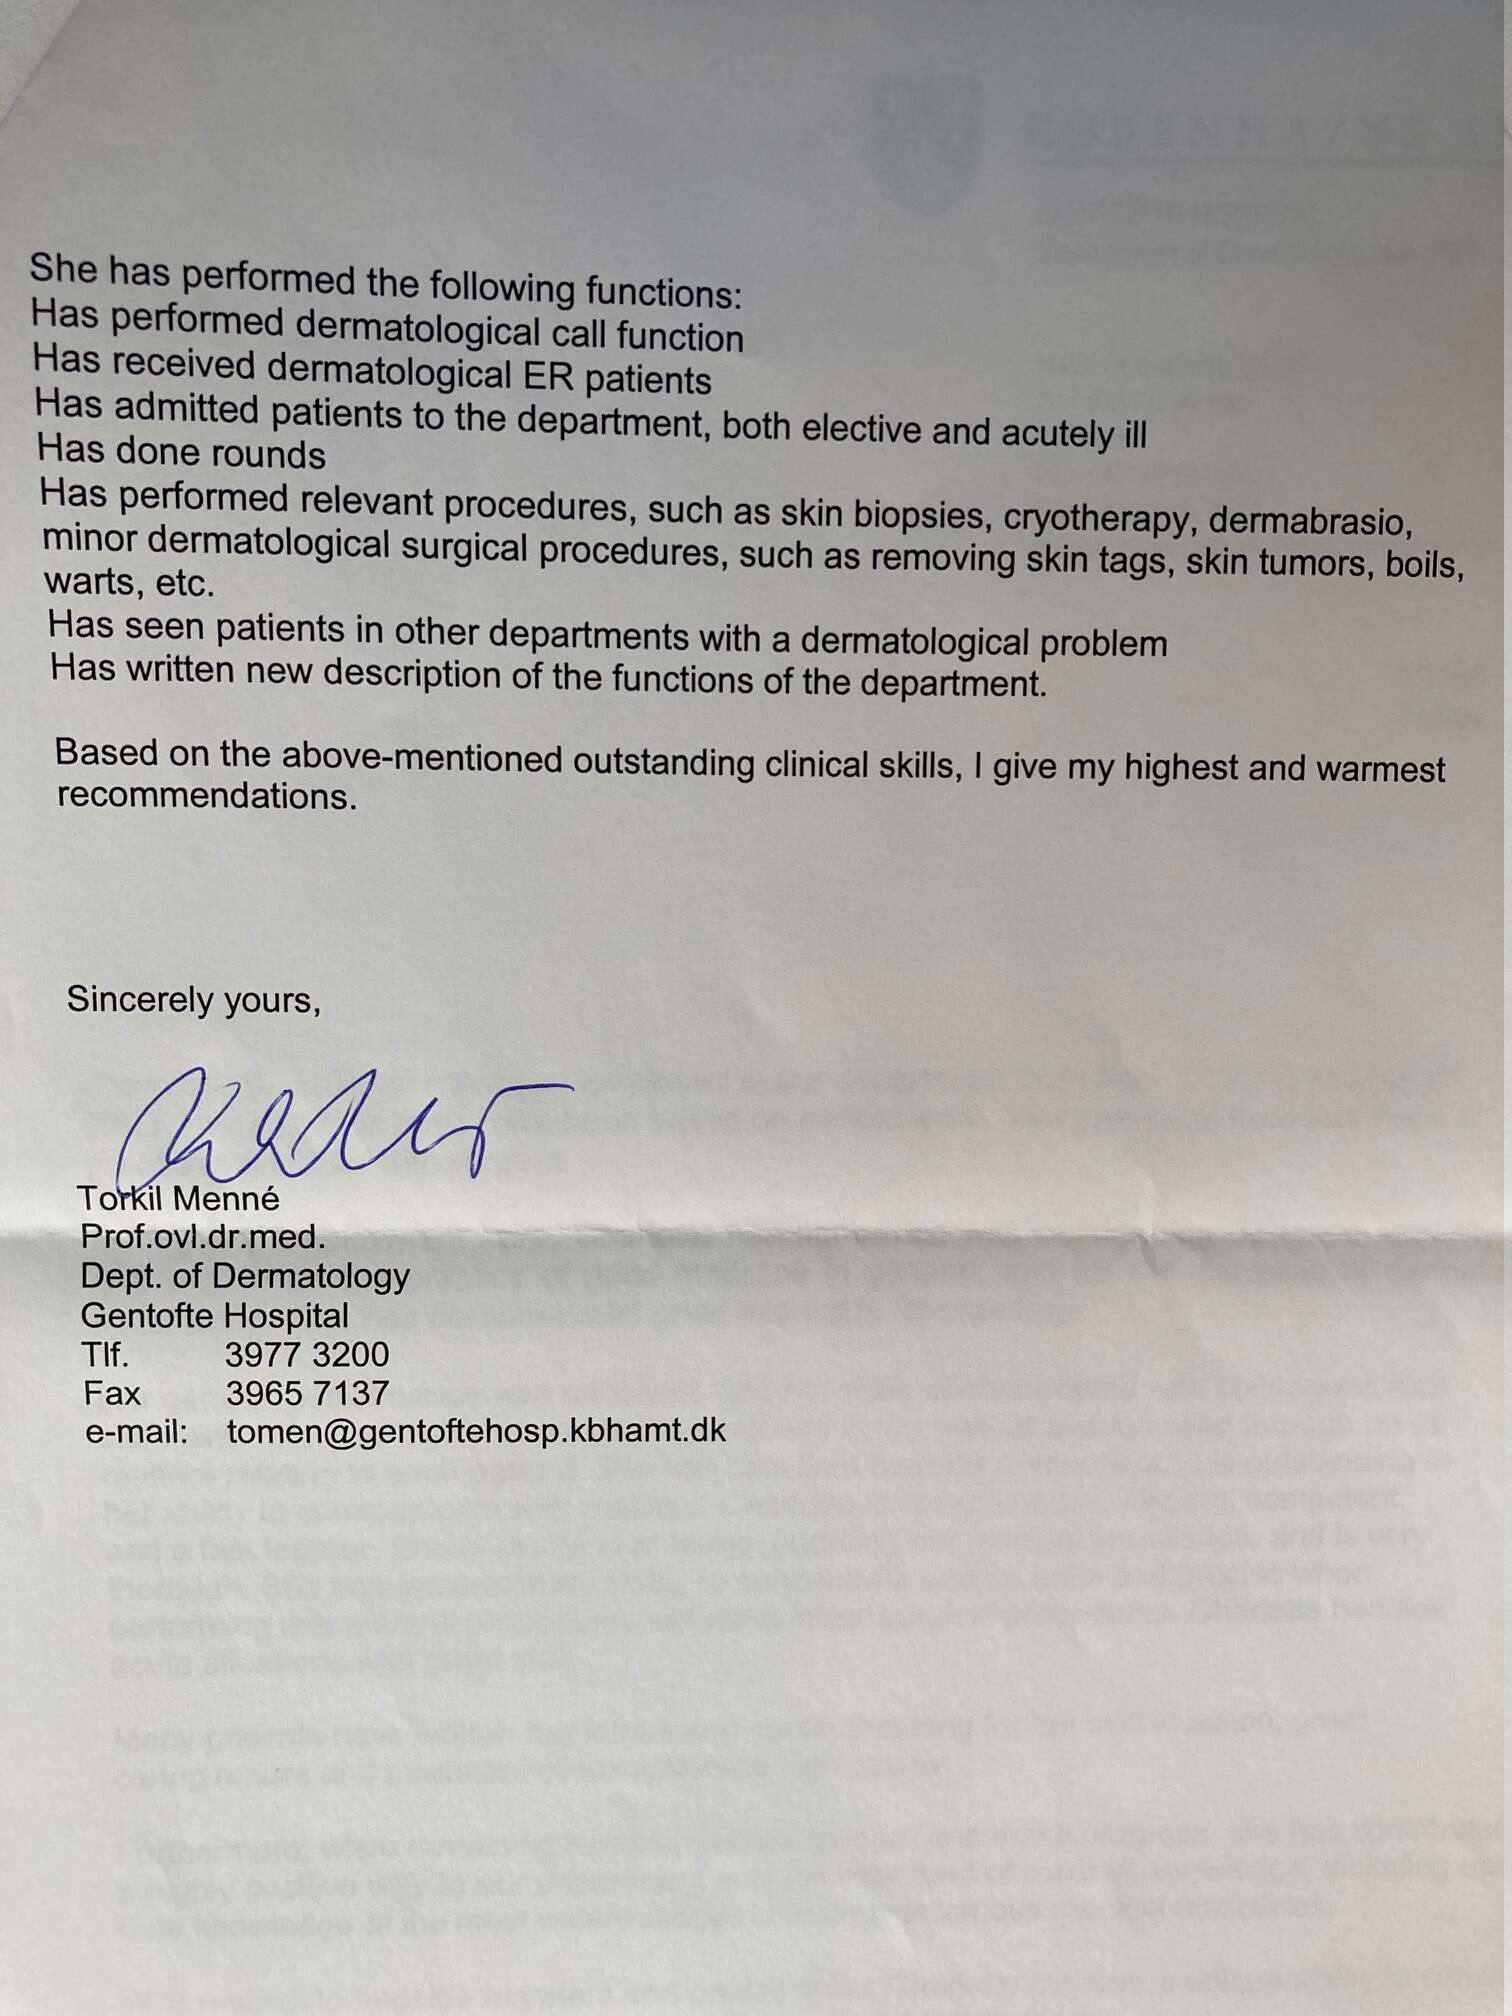 She has performed the following functions:
Has performed dermatological call function
Has received dermatological ER patients
Has admitted patients to the department, both elective and acutely ill
Has done rounds
Has performed relevant procedures, such as skin biopsies, cryotherapy, dermabrasio,
minor dermatological surgical procedures, such as removing skin tags, skin tumors, boils,
warts, etc.
Has seen patients in other departments with a dermatological problem
Has written new description of the functions of the department.
Based on the above-mentioned outstanding clinical skills, I give my highest and warmest
recommendations.
Sincerely yours,
Torkil Menné
Prof.ovl.dr.med.
Dept. of Dermatology
Gentofte Hospital
Tlf. 3977 3200
Fax 3965 7137
e-mail: tomen@gentoftehosp.kbhamt.dk